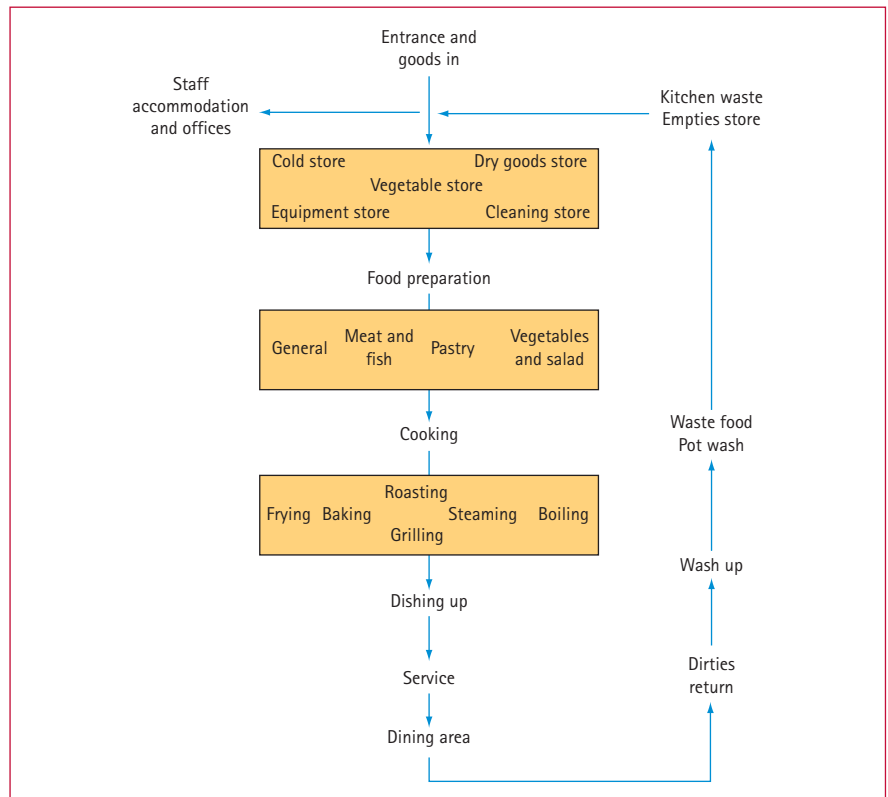 Entrance and
goods in
Staff
accommodation
and offices
Kitchen waste
Empties store
Cold store
Dry goods store
Vegetable store
Equipment store
Cleaning store
Food preparation
General
Meat and
fish
Pastry
Vegetables
and salad
Cooking
Roasting
Frying
Baking
Steaming
Boiling
Grilling
Dishing up
Service
Dining area
Dirties
return
Wash up
Waste food
Pot wash